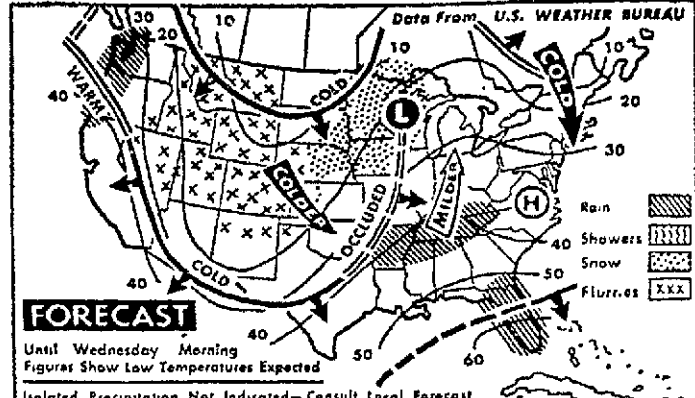 Data From U.S. WEATHER BUREAU
30
20
10
10
10
COLD
20
WARM
40
COLD
L
30
COLDER
OCCLUDED
MILDER
H
Rain
Showers
Snow
Flurries XXX
40
50
COLD
40
40
50
60
FORECAST
Until Wednesday Morning
Figures Show Low Temperatures Expected
Isolated Precipitation Not Indicated—Consult Local Forecast